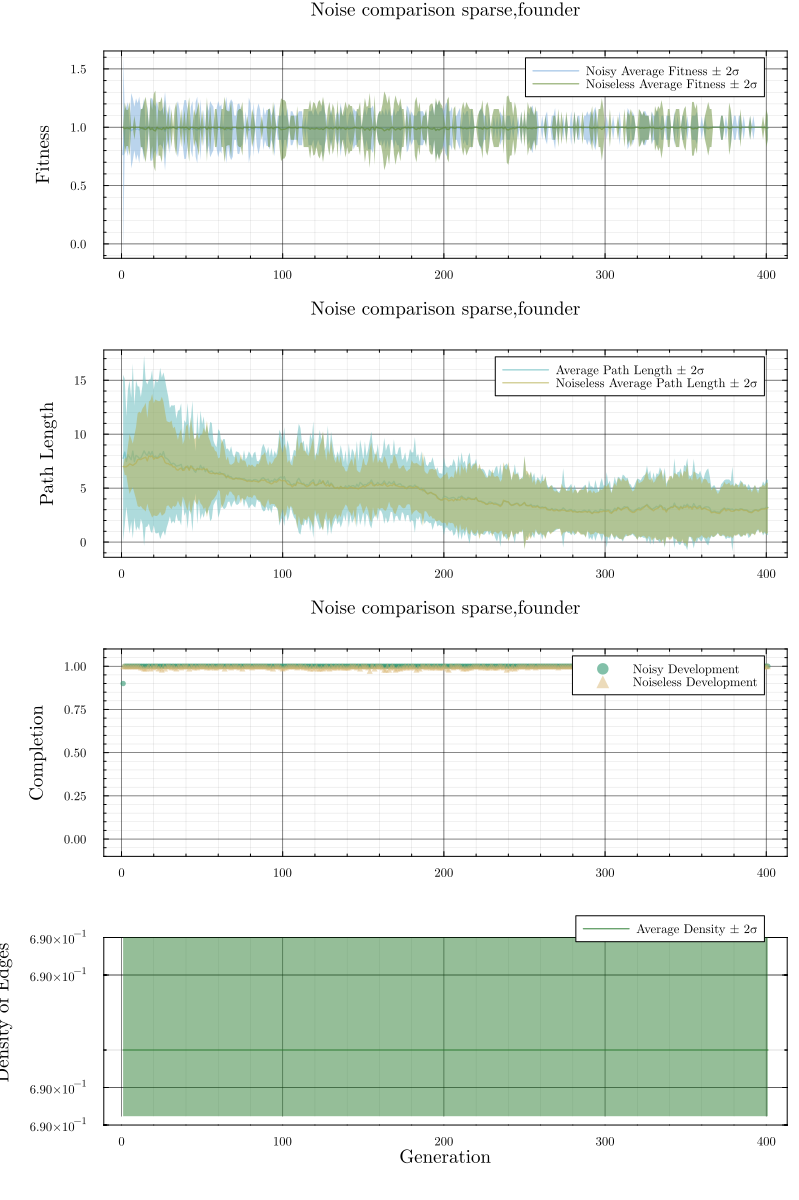 Noise comparison sparse,founder
Noisy Average Fitness ± 2σ
Noiseless Average Fitness ± 2σ
Fitness
1.5
1.0
0.5
0.0
0 100 200 300 400
Noise comparison sparse,founder
Average Path Length ± 2σ
Noiseless Average Path Length ± 2σ
Path Length
15
10
5
0
0 100 200 300 400
Noise comparison sparse,founder
Noisy Development
Noiseless Development
Completion
1.00
0.75
0.50
0.25
0.00
0 100 200 300 400
Average Density ± 2σ
Density of Edges
6.90×10⁻¹
6.90×10⁻¹
6.90×10⁻¹
6.90×10⁻¹
0 100 200 300 400
Generation